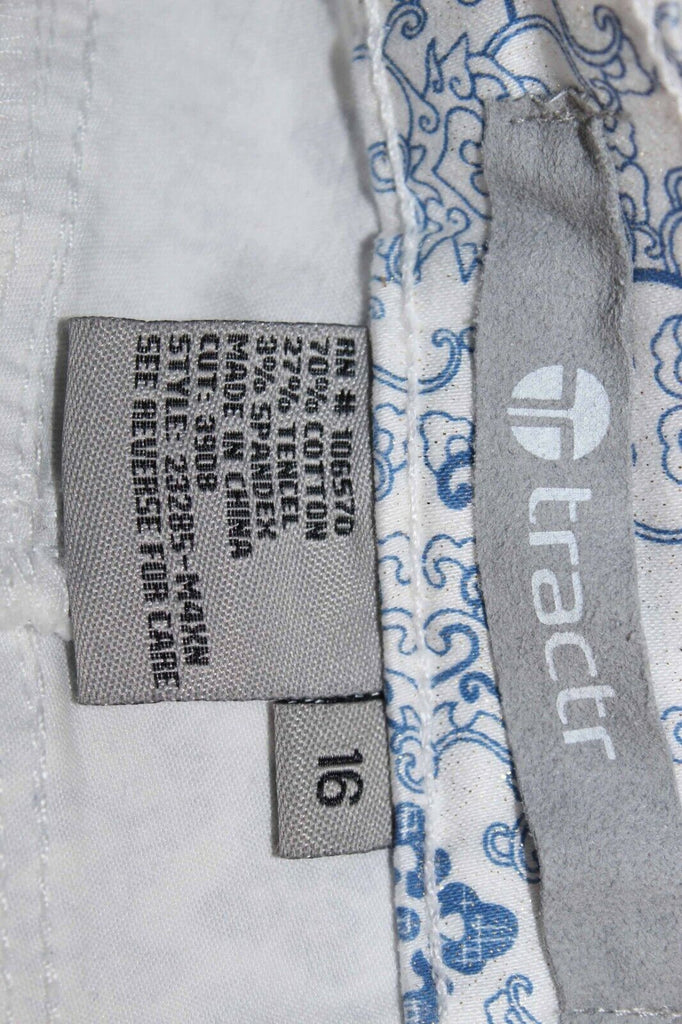 RN # 106570
70% COTTON
27% TENCEL
3% SPANDEX
MADE IN CHINA
CUT: 3908
STYLE: 23285-M4XN
SEE REVERSE FOR CARE
16
tractr